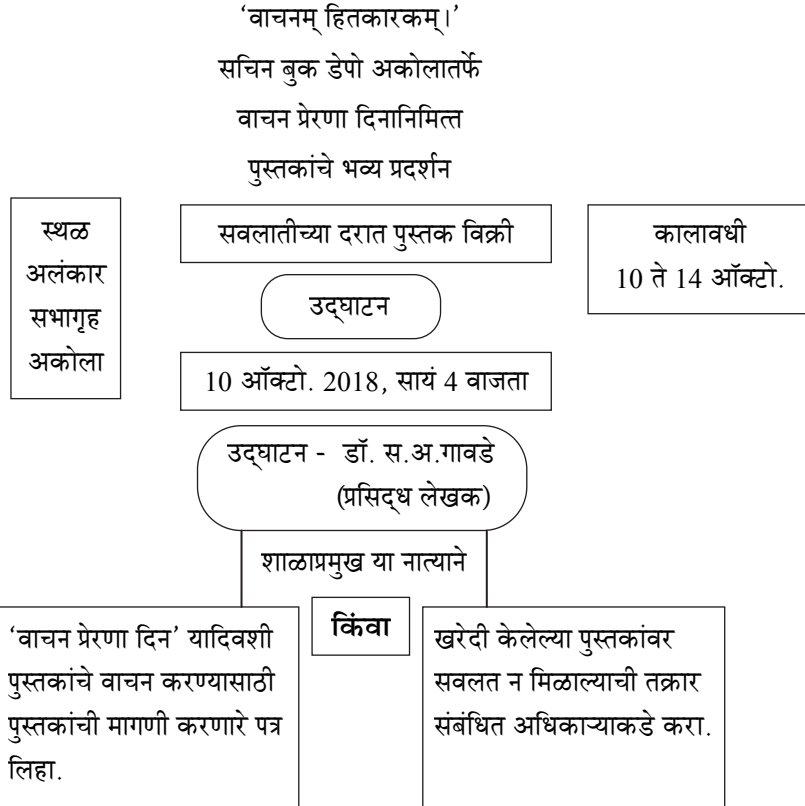 ‘वाचनम् हितकारकम्।’
सचिन बुक डेपो अकोलातर्फे
वाचन प्रेरणा दिनानिमित्त
पुस्तकांचे भव्य प्रदर्शन
स्थळ
अलंकार
सभागृह
अकोला
सवलतीच्या दरात पुस्तक विक्री
कालावधी
10 ते 14 ऑक्टो.
उद्‌घाटन
10 ऑक्टो. 2018, सायं 4 वाजता
उद्‌घाटन - डॉ. स.अ.गावडे
(प्रसिद्‌ध लेखक)
शाळाप्रमुख या नात्याने
किंवा
‘वाचन प्रेरणा दिन’ यादिवशी
पुस्तकांचे वाचन करण्यासाठी
पुस्तकांची मागणी करणारे पत्र
लिहा.
खरेदी केलेल्या पुस्तकांवर
सवलत न मिळाल्याची तक्रार
संबंधित अधिकाऱ्याकडे करा.